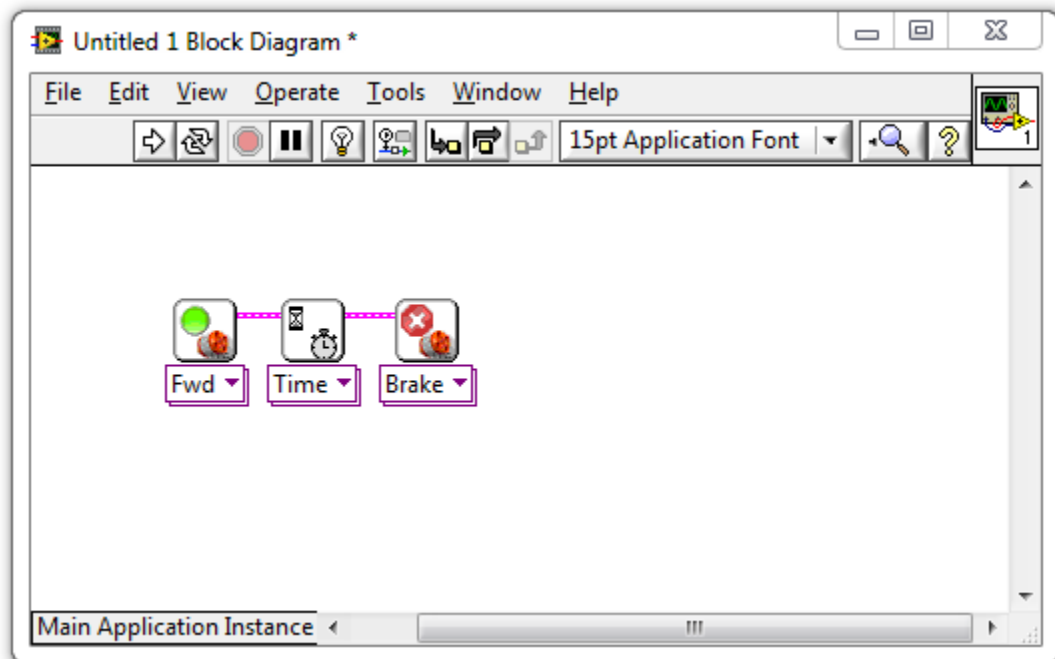 Untitled 1 Block Diagram *
File Edit View Operate Tools Window Help
15pt Application Font
1
Fwd Time Brake
Main Application Instance